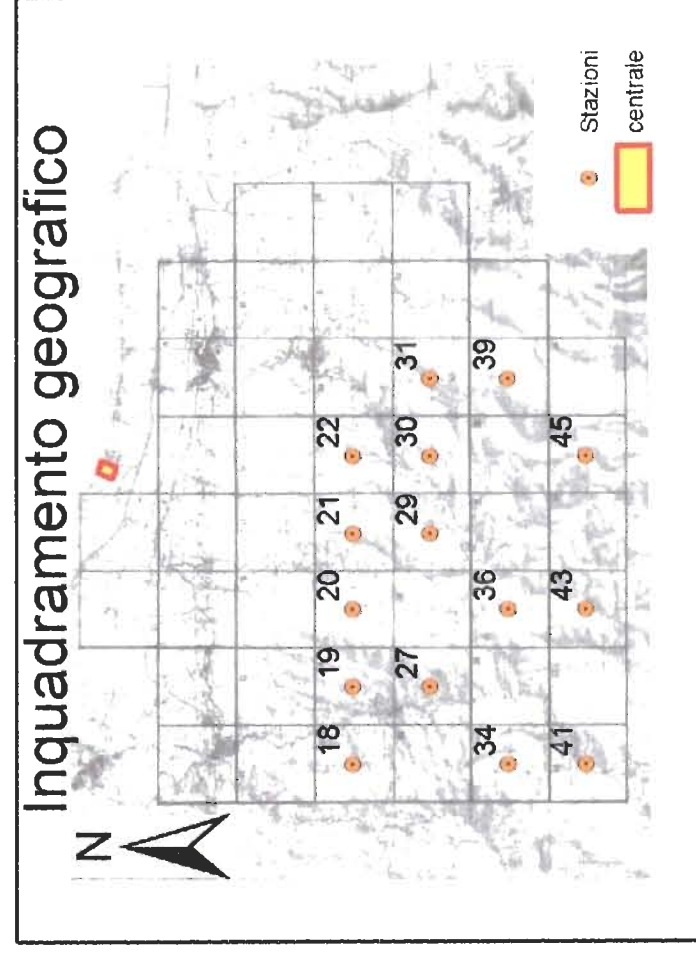 Inquadramento geografico
N
18 19 20 21 22
27 29 30 31
34 36 39
41 43 45
Stazioni
centrale